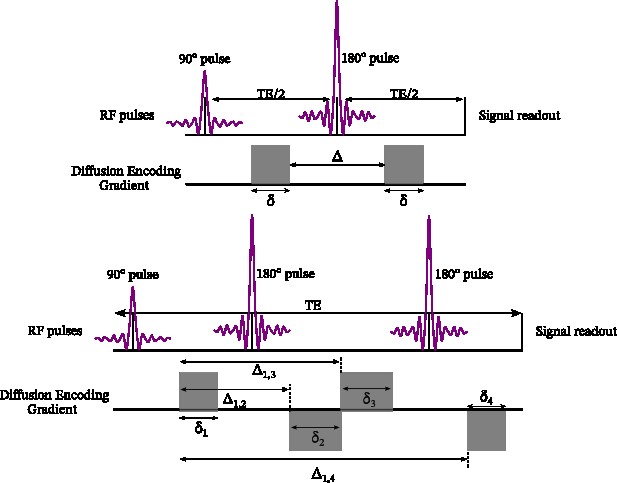 90° pulse
180° pulse
TE/2
TE/2
RF pulses
Signal readout
Δ
Diffusion Encoding
Gradient
δ
δ
90° pulse
180° pulse
180° pulse
TE
RF pulses
Signal readout
Δ1,3
Diffusion Encoding
Gradient
Δ1,2
δ3
δ4
δ1
δ2
Δ1,4